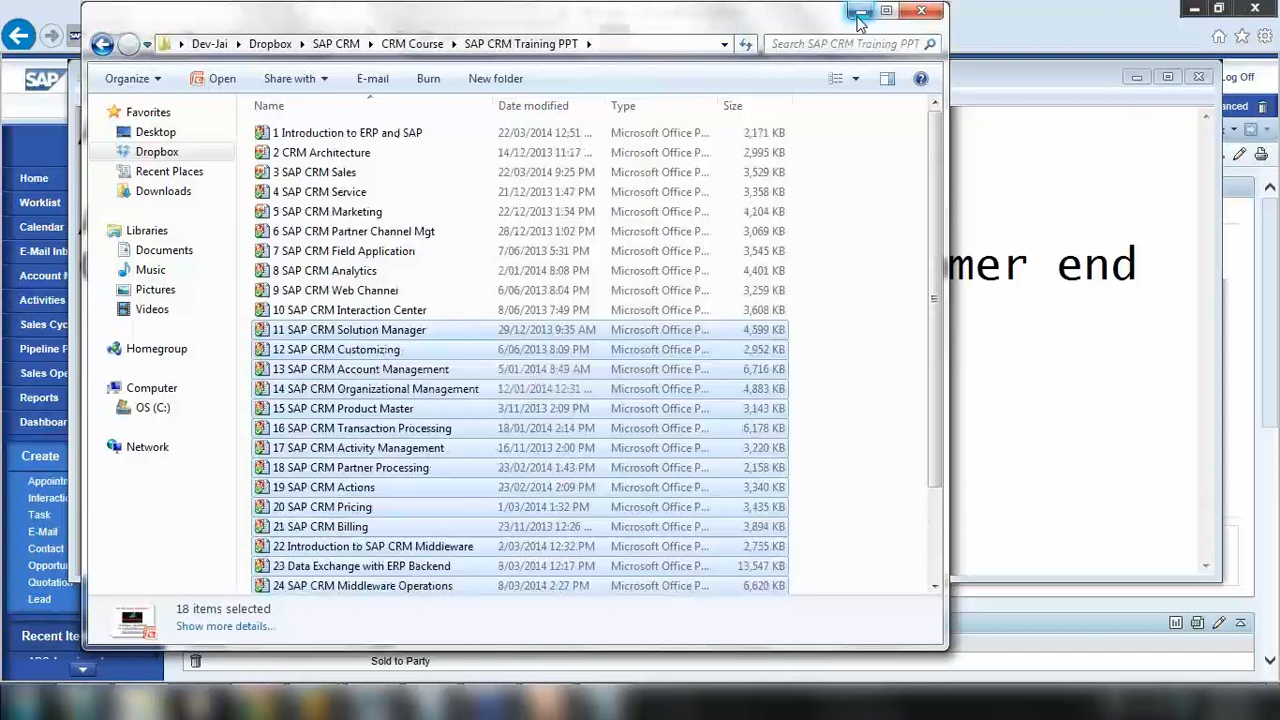 Dev-Jai Dropbox SAP CRM CRM Course SAP CRM Training PPT
Search SAP CRM Training PPT
SAP
Log Off
Organize Open Share with E-mail Burn New folder
Name Date modified Type Size
Favorites
Desktop
Dropbox
Recent Places
Downloads
Libraries
Documents
Music
Pictures
Videos
Homegroup
Computer
OS (C:)
Network
1 Introduction to ERP and SAP 22/03/2014 12:51 ... Microsoft Office P... 2,171 KB
2 CRM Architecture 14/12/2013 11:17 ... Microsoft Office P... 2,995 KB
3 SAP CRM Sales 22/03/2014 9:25 PM Microsoft Office P... 3,529 KB
4 SAP CRM Service 21/12/2013 1:47 PM Microsoft Office P... 3,358 KB
5 SAP CRM Marketing 22/12/2013 1:54 PM Microsoft Office P... 4,204 KB
6 SAP CRM Partner Channel Mgt 28/12/2013 1:01 PM Microsoft Office P... 3,069 KB
7 SAP CRM Field Application 7/06/2013 5:31 PM Microsoft Office P... 3,545 KB
8 SAP CRM Analytics 2/01/2014 8:08 PM Microsoft Office P... 4,401 KB
9 SAP CRM Web Channel 6/06/2013 8:04 PM Microsoft Office P... 3,259 KB
10 SAP CRM Interaction Center 8/06/2013 7:49 PM Microsoft Office P... 3,608 KB
11 SAP CRM Solution Manager 29/12/2013 9:35 AM Microsoft Office P... 4,599 KB
12 SAP CRM Customizing 6/06/2013 8:09 PM Microsoft Office P... 2,952 KB
13 SAP CRM Account Management 5/01/2014 8:49 AM Microsoft Office P... 6,716 KB
14 SAP CRM Organizational Management 12/01/2014 12:31 ... Microsoft Office P... 4,883 KB
15 SAP CRM Product Master 3/11/2013 2:09 PM Microsoft Office P... 3,143 KB
16 SAP CRM Transaction Processing 18/01/2014 2:14 PM Microsoft Office P... 6,178 KB
17 SAP CRM Activity Management 16/11/2013 2:00 PM Microsoft Office P... 3,220 KB
18 SAP CRM Partner Processing 23/02/2014 1:43 PM Microsoft Office P... 2,158 KB
19 SAP CRM Actions 23/02/2014 2:09 PM Microsoft Office P... 3,340 KB
20 SAP CRM Pricing 1/03/2014 1:32 PM Microsoft Office P... 3,435 KB
21 SAP CRM Billing 23/11/2013 12:26 ... Microsoft Office P... 3,894 KB
22 Introduction to SAP CRM Middleware 2/03/2014 12:32 PM Microsoft Office P... 2,735 KB
23 Data Exchange with ERP Backend 8/03/2014 12:17 PM Microsoft Office P... 13,547 KB
24 SAP CRM Middleware Operations 8/03/2014 2:27 PM Microsoft Office P... 6,620 KB
18 items selected
Show more details...
mer end
Home
Worklist
Calendar
E-Mail Inb
Account M
Activities
Sales Cyc
Pipeline P
Sales Ope
Reports
Dashboar
Create
Appointn
Interactio
Task
E-Mail
Contact
Opportu
Quotatio
Lead
Recent Ite
Sold to Party